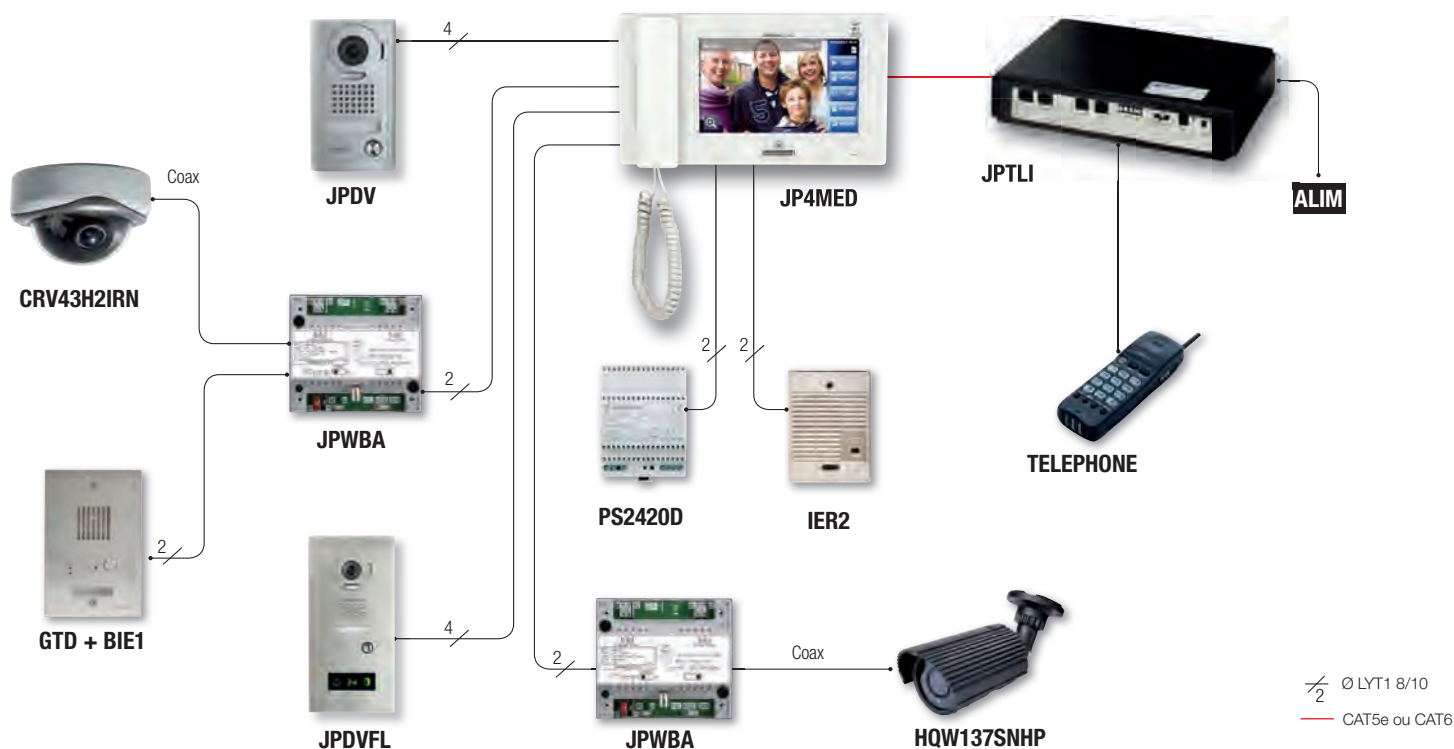 4
JPDV
JP4MED
JPTLI
ALIM
Coax
CRV43H2IRN
2
JPWBA
2
2
PS2420D
IER2
TELEPHONE
2
GTD + BIE1
4
JPDVFL
2
JPWBA
Coax
HQW137SNHP
2
Ø LYT1 8/10
CAT5e ou CAT6